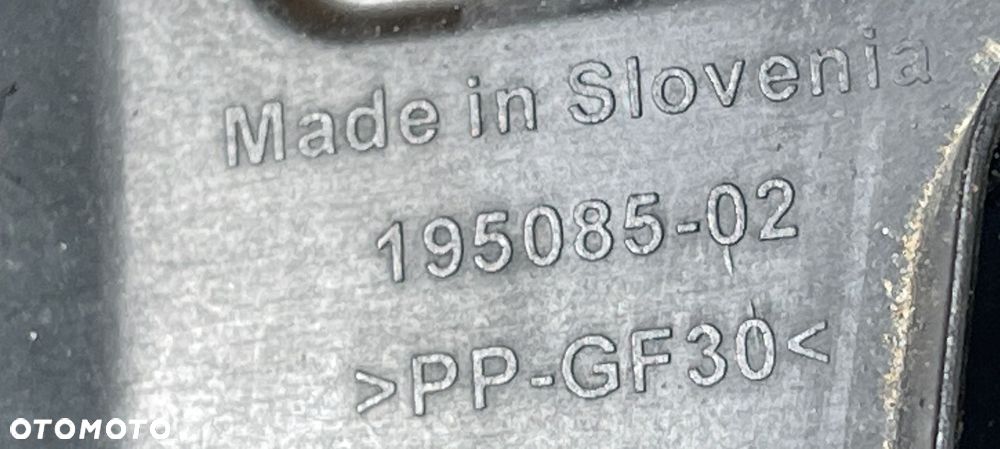 Made in Slovenia
195085-02
>PP-GF30<
OTOMOTO